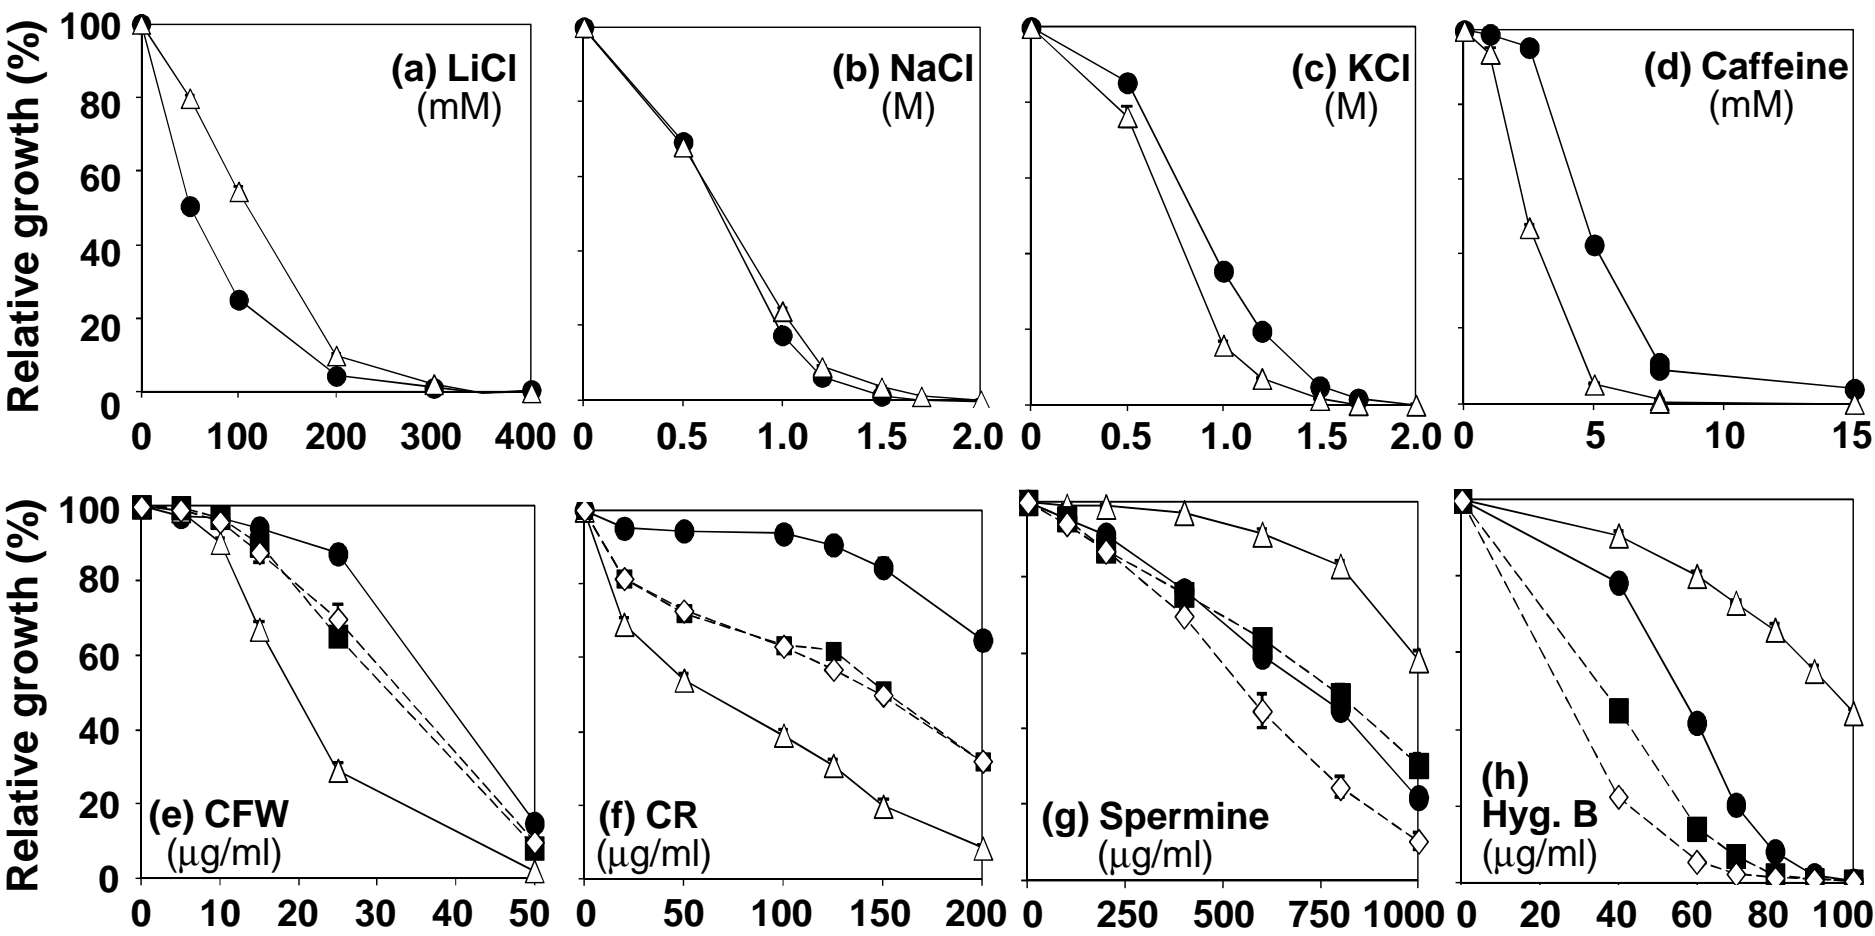 Relative growth (%)
100
80
60
40
20
0
(a) LiCl
(mM)
0 100 200 300 400
(b) NaCl
(M)
0 0.5 1.0 1.5 2.0
(c) KCl
(M)
0 0.5 1.0 1.5 2.0
(d) Caffeine
(mM)
0 5 10 15
Relative growth (%)
100
80
60
40
20
0
(e) CFW
(μg/ml)
0 10 20 30 40 50
(f) CR
(μg/ml)
0 50 100 150 200
(g) Spermine
(μg/ml)
0 250 500 750 1000
(h)
Hyg. B
(μg/ml)
0 20 40 60 80 100